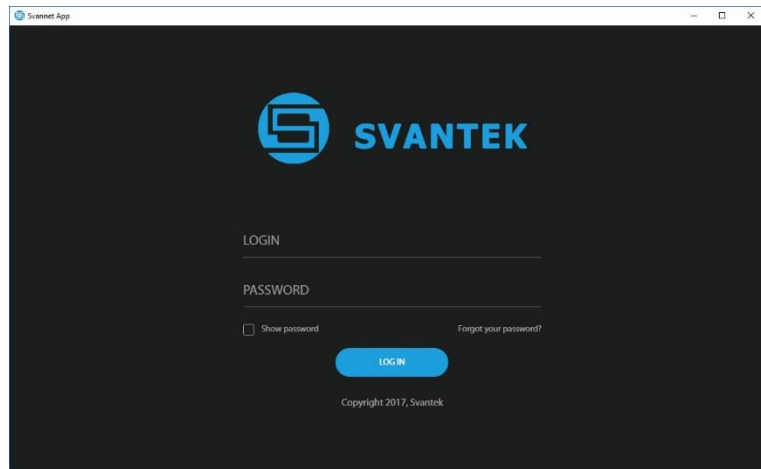 Svannet App
SVANTEK
LOGIN
PASSWORD
Show password Forgot your password?
LOG IN
Copyright 2017, Svantek